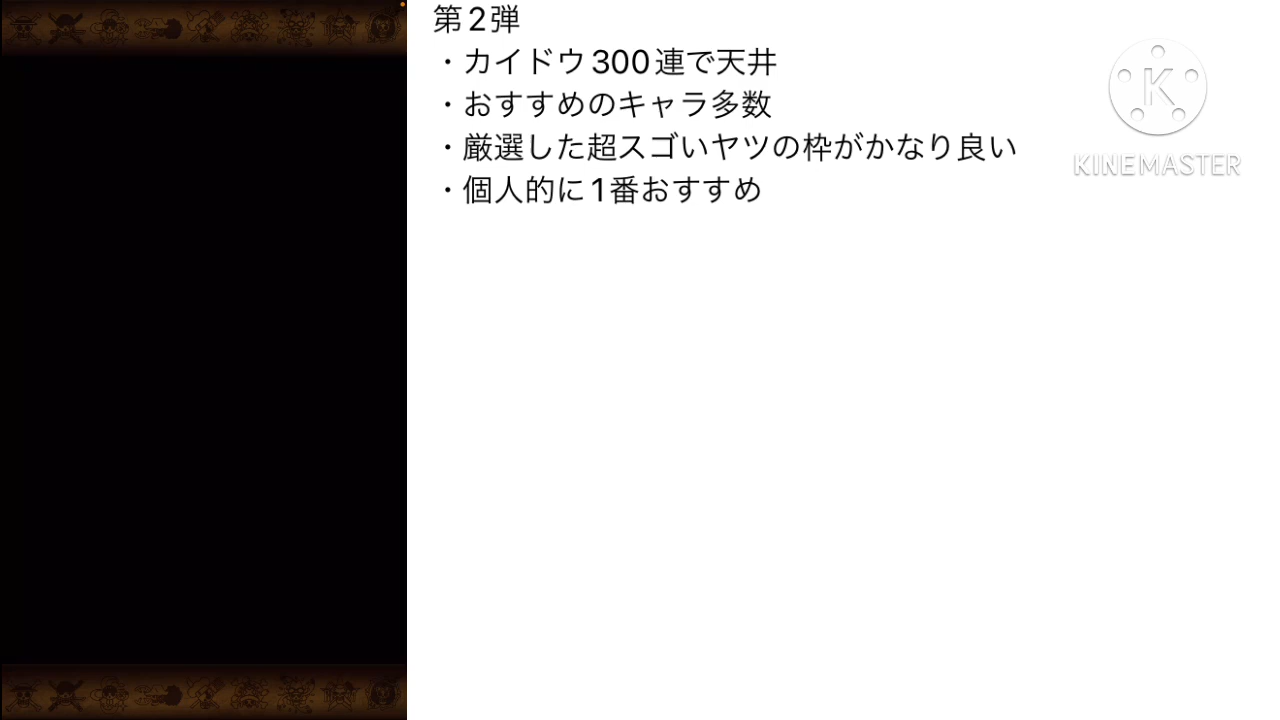 第2弾
・カイドウ300連で天井
・おすすめのキャラ多数
・厳選した超スゴいヤツの枠がかなり良い
・個人的に1番おすすめ
K
KINEMASTER